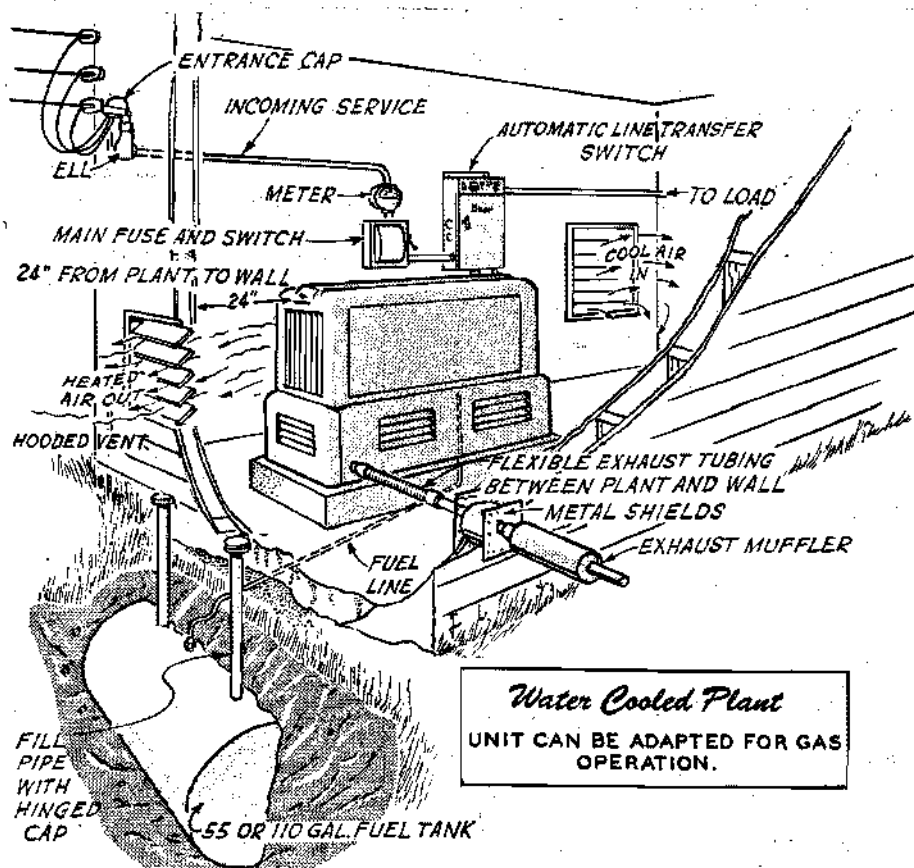 ENTRANCE CAP
INCOMING SERVICE
AUTOMATIC LINE TRANSFER
SWITCH
ELL
METER
TO LOAD
MAIN FUSE AND SWITCH
24" FROM PLANT TO WALL
24"
COOL AIR
IN
HEATED
AIR OUT
HOODED VENT
FLEXIBLE EXHAUST TUBING
BETWEEN PLANT AND WALL
METAL SHIELDS
EXHAUST MUFFLER
FUEL
LINE
Water Cooled Plant
UNIT CAN BE ADAPTED FOR GAS
OPERATION.
FILL
PIPE
WITH
HINGED
CAP
55 OR 110 GAL. FUEL TANK